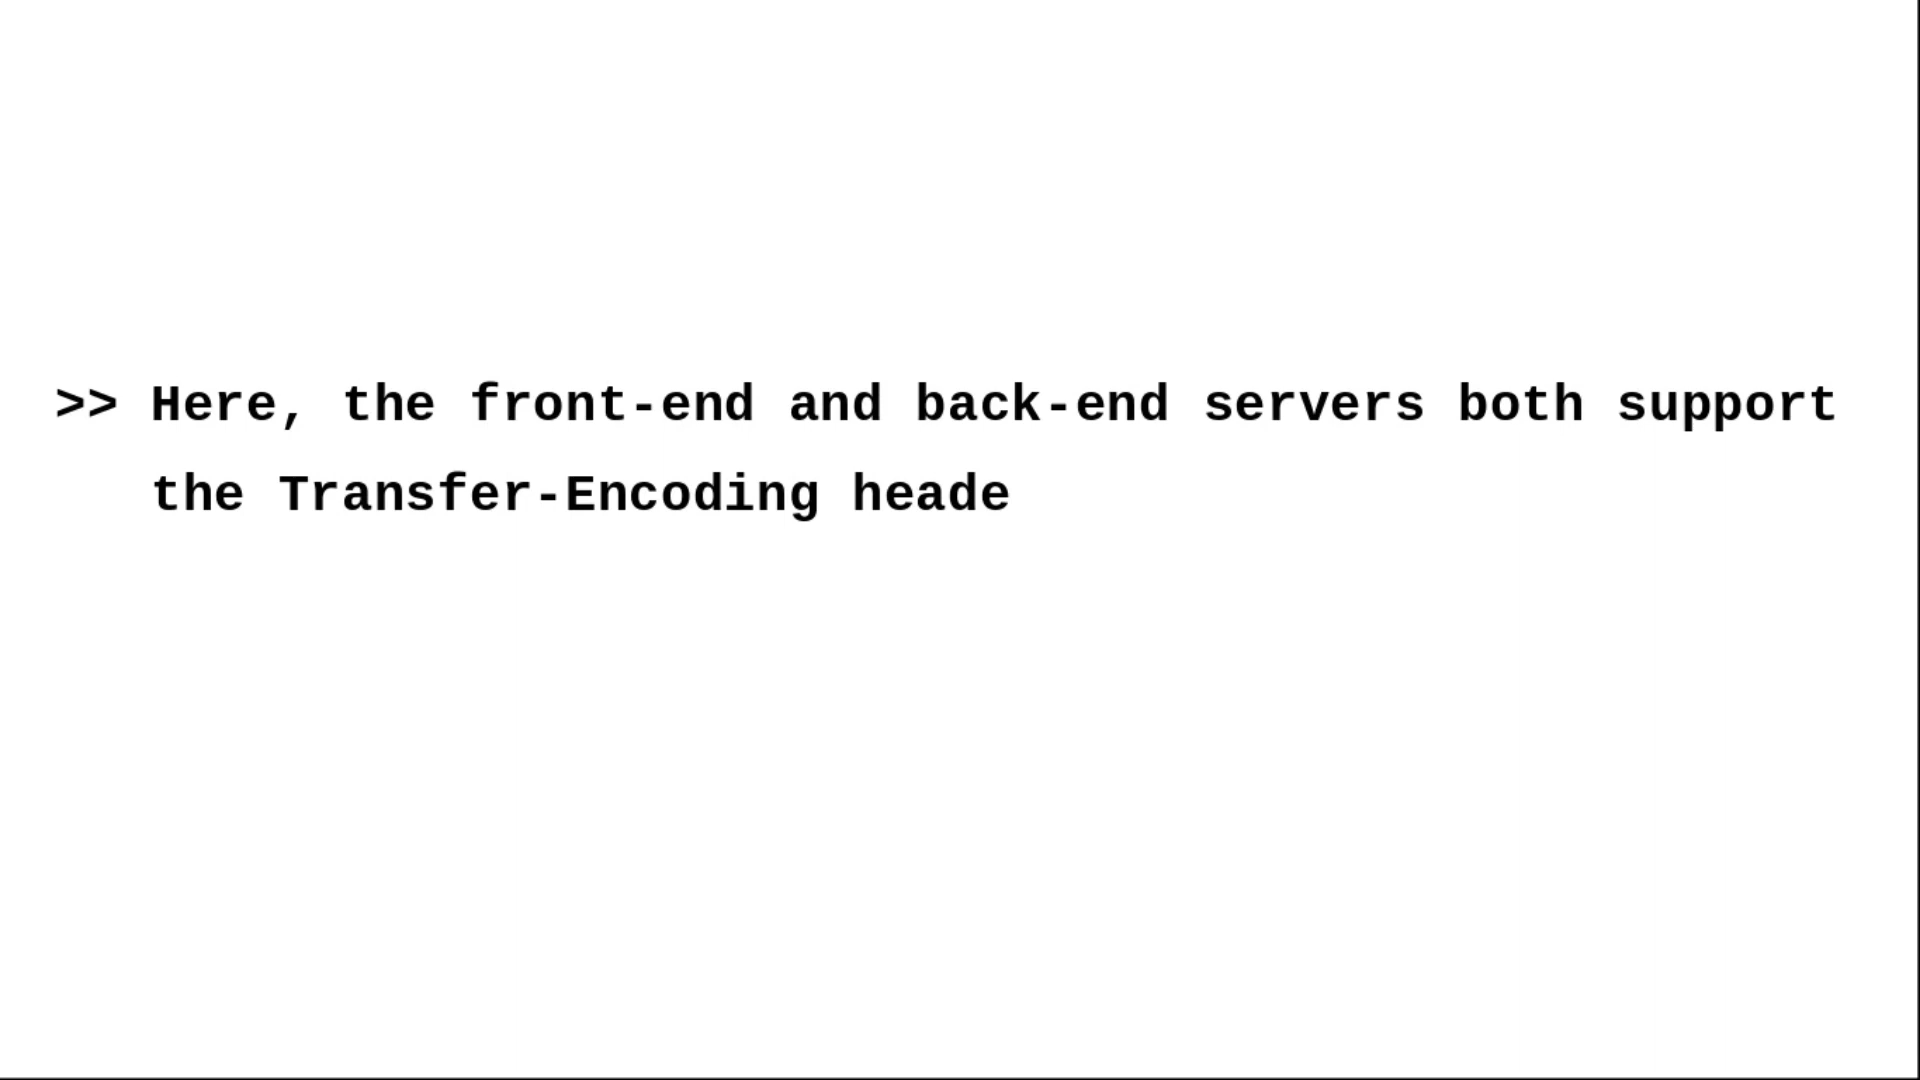 >> Here, the front-end and back-end servers both support
the Transfer-Encoding heade